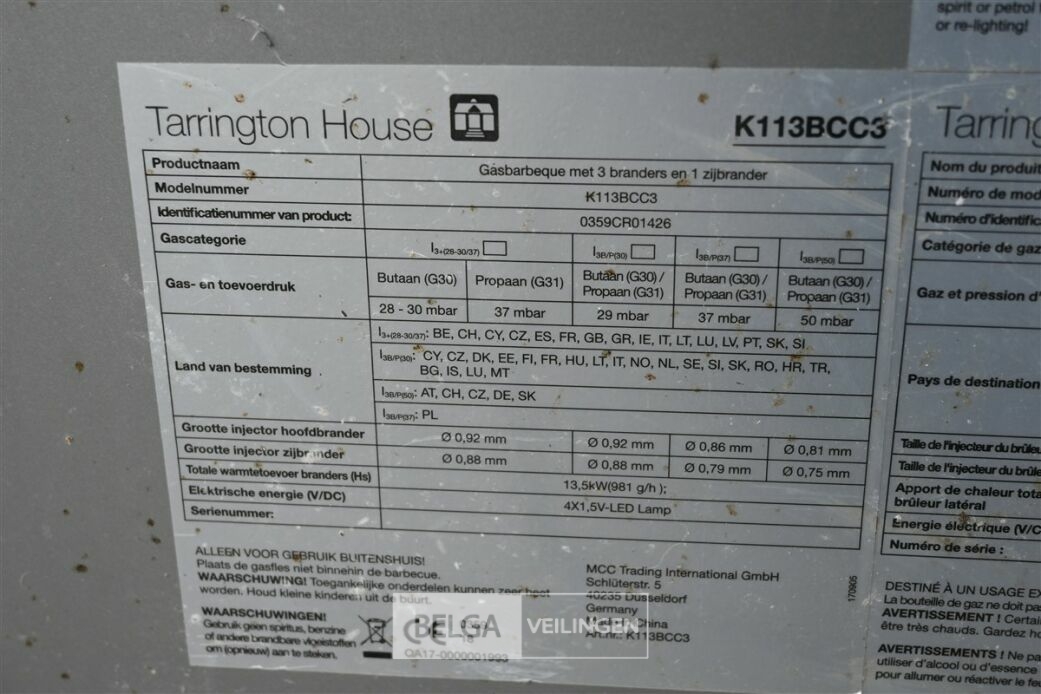 spirit or petrol
or re-lighting!
Tarrington House
K113BCC3
Productnaam Gasbarbeque met 3 branders en 1 zijbrander
Modelnummer K113BCC3
Identificatienummer van product: 0359CR01426
Gascategorie I3+(28-30/37) I3B/P(30) I3B/P(37) I3B/P(50)
Gas- en toevoerdruk
Butaan (G30) Propaan (G31) Butaan (G30) / Propaan (G31) Butaan (G30) / Propaan (G31) Butaan (G30) / Propaan (G31)
28 - 30 mbar 37 mbar 29 mbar 37 mbar 50 mbar
Land van bestemming
I3+(28-30/37): BE, CH, CY, CZ, ES, FR, GB, GR, IE, IT, LT, LU, LV, PT, SK, SI
I3B/P(30): CY, CZ, DK, EE, FI, FR, HU, LT, IT, NO, NL, SE, SI, SK, RO, HR, TR,
BG, IS, LU, MT
I3B/P(50): AT, CH, CZ, DE, SK
I3B/P(37): PL
Grootte injector hoofdbrander Ø 0,92 mm Ø 0,92 mm Ø 0,86 mm Ø 0,81 mm
Grootte injector zijbrander Ø 0,88 mm Ø 0,88 mm Ø 0,79 mm Ø 0,75 mm
Totale warmtetoevoer branders (Hs) 13,5kW(981 g/h );
Elektrische energie (V/DC) 4X1,5V-LED Lamp
Serienummer:
ALLEEN VOOR GEBRUIK BUITENSHUIS!
Plaats de gasfles niet binnenin de barbecue.
WAARSCHUWING! Toegankelijke onderdelen kunnen zeer heet
worden. Houd kleine kinderen uit de buurt.
WAARSCHUWINGEN!
Gebruik geen spiritus, benzine
of andere brandbare vloeistoffen
om (opnieuw) aan te steken.
CE
QA17-0000001993
MCC Trading International GmbH
Schlüterstr. 5
40235 Dusseldorf
Germany
China
Art.nr.: K113BCC3
170905
BELGA VEILINGEN
Tarring
Nom du produit
Numéro de mod
Numéro d'identific
Catégorie de gaz
Gaz et pression d'
Pays de destination
Taille de l'injecteur du brûleu
Taille de l'injecteur du brûle
Apport de chaleur tota
brûleur latéral
Énergie électrique (V/C
Numéro de série :
DESTINÉ À UN USAGE EX
La bouteille de gaz ne doit pas
AVERTISSEMENT ! Certai
être très chauds. Gardez ho
AVERTISSEMENTS ! Ne pa
utiliser d'alcool ou d'essence
pour allumer ou réactiver le feu